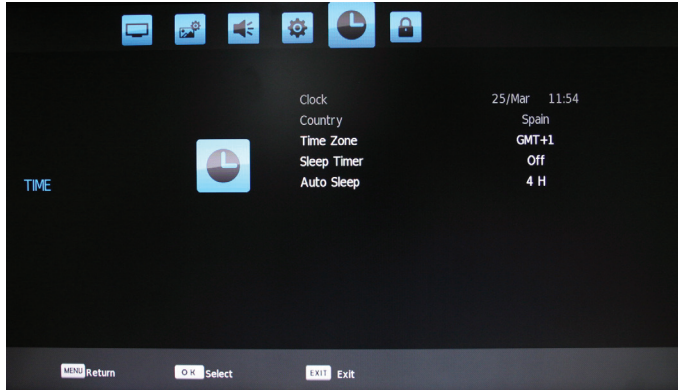 Clock 25/Mar 11:54
Country Spain
Time Zone GMT+1
Sleep Timer Off
TIME
Auto Sleep 4 H
MENU Return OK Select EXIT Exit